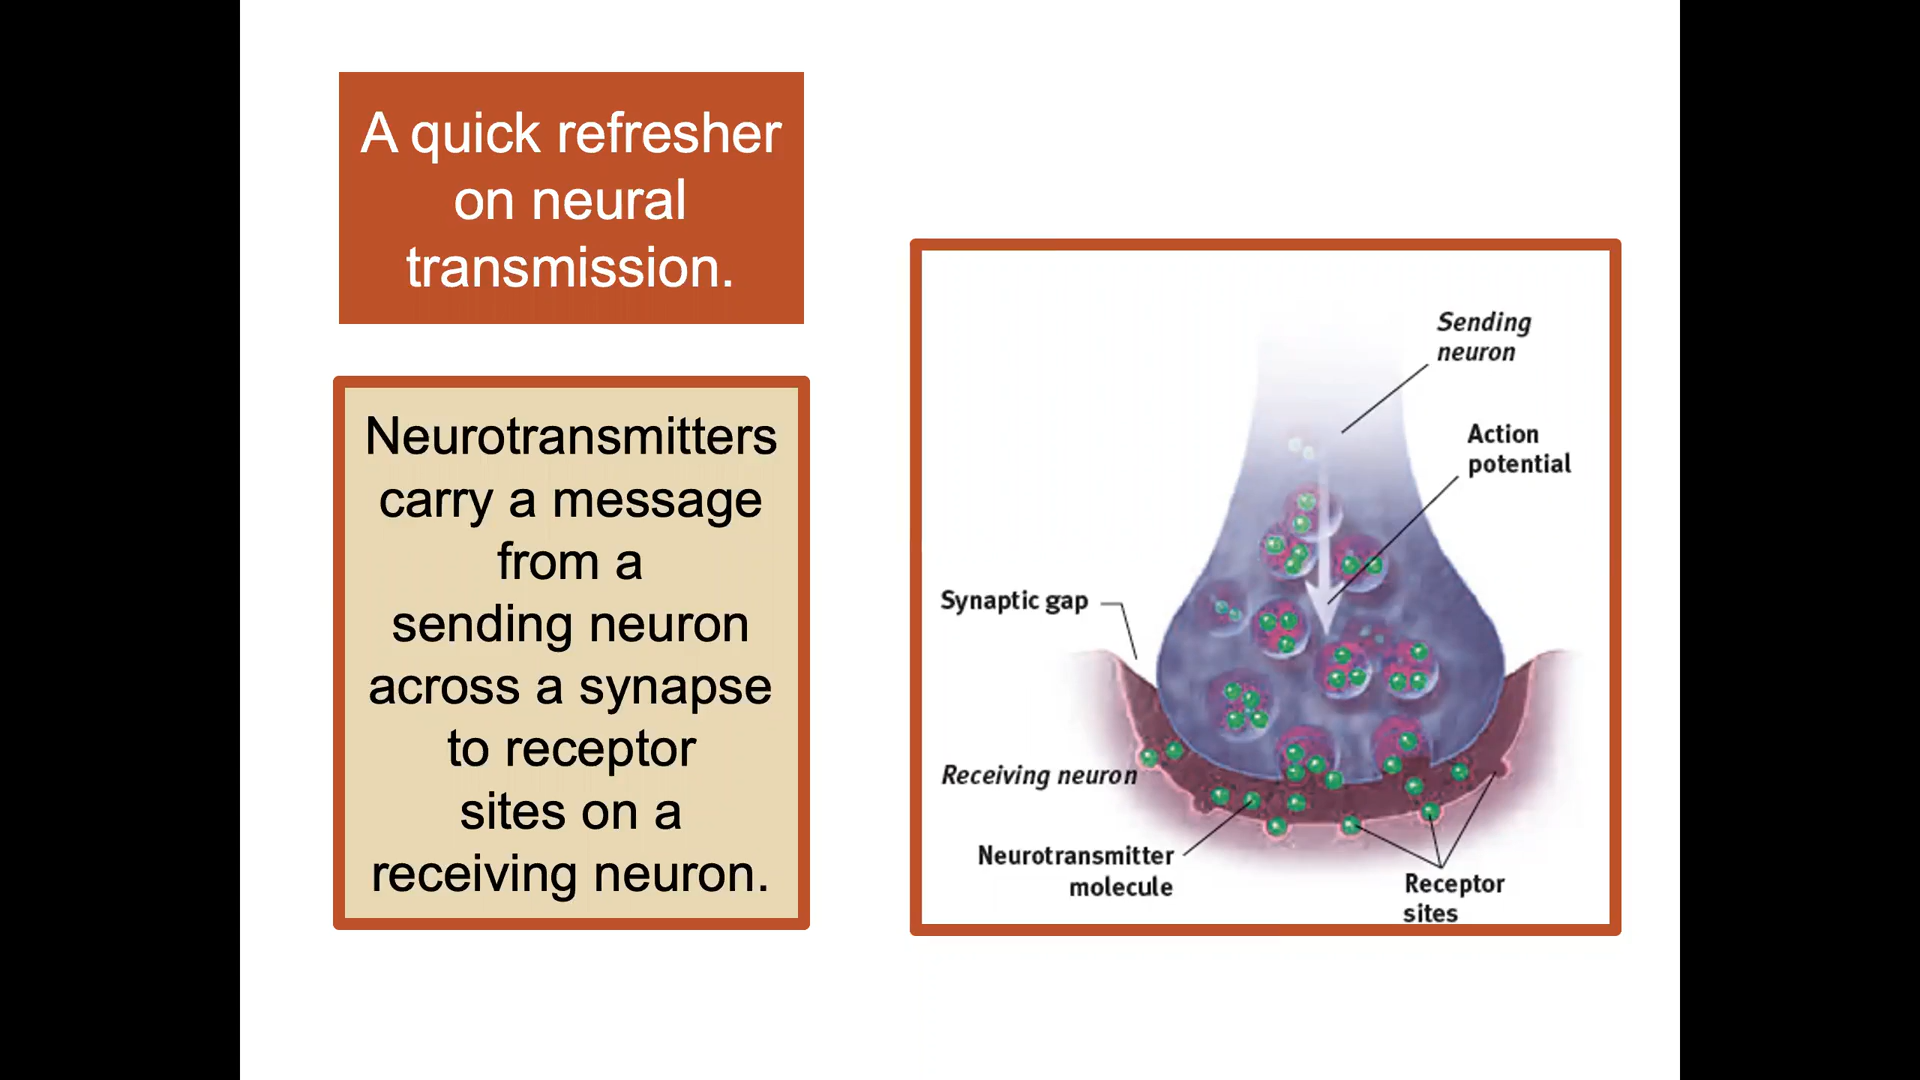 A quick refresher
on neural
transmission.
Neurotransmitters
carry a message
from a
sending neuron
across a synapse
to receptor
sites on a
receiving neuron.
Sending
neuron
Action
potential
Synaptic gap
Receiving neuron
Neurotransmitter
molecule
Receptor
sites